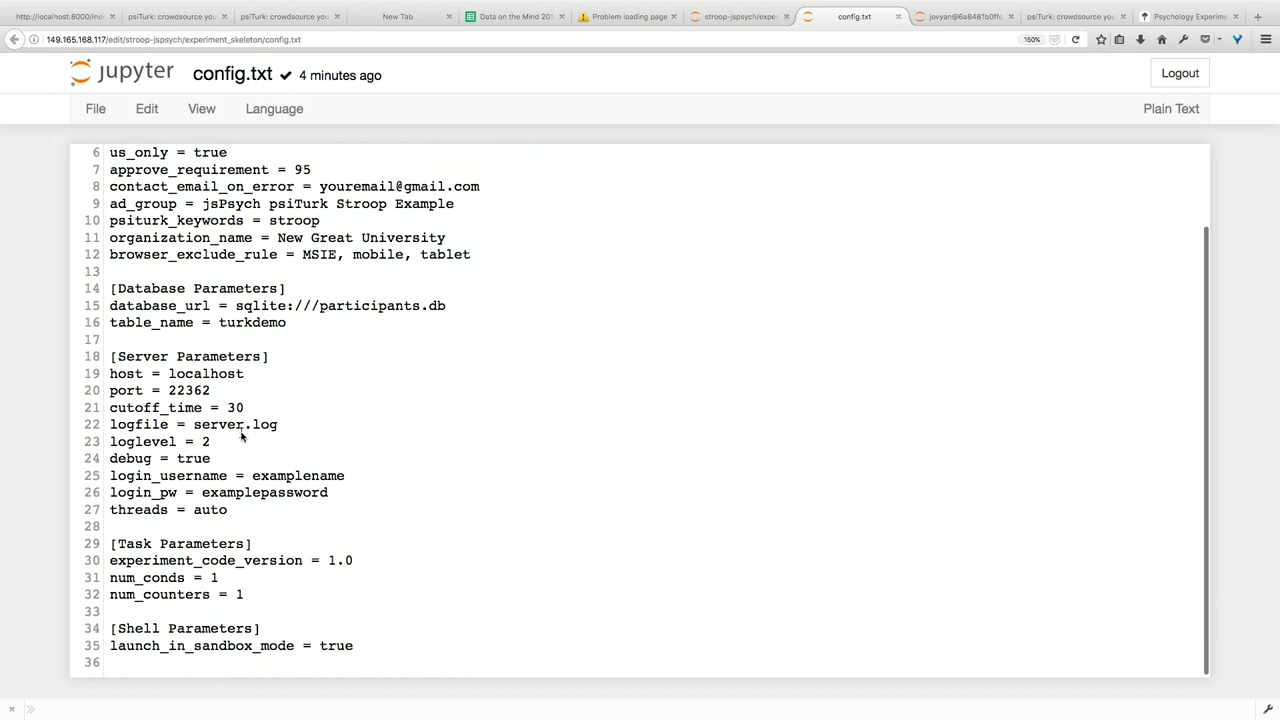 http://localhost:8000/inde
psiTurk: crowdsource you
psiTurk: crowdsource you
New Tab
Data on the Mind 201
Problem loading page
stroop-jspsych/exper
config.txt
jovyan@6a8481b0ffc
psiTurk: crowdsource you
Psychology Experime
149.165.168.117/edit/stroop-jspsych/experiment_skeleton/config.txt
150%
jupyter config.txt ✔ 4 minutes ago
Logout
File Edit View Language
Plain Text
6 us_only = true
7 approve_requirement = 95
8 contact_email_on_error = youremail@gmail.com
9 ad_group = jsPsych psiTurk Stroop Example
10 psiturk_keywords = stroop
11 organization_name = New Great University
12 browser_exclude_rule = MSIE, mobile, tablet
13
14 [Database Parameters]
15 database_url = sqlite:///participants.db
16 table_name = turkdemo
17
18 [Server Parameters]
19 host = localhost
20 port = 22362
21 cutoff_time = 30
22 logfile = server.log
23 loglevel = 2
24 debug = true
25 login_username = examplename
26 login_pw = examplepassword
27 threads = auto
28
29 [Task Parameters]
30 experiment_code_version = 1.0
31 num_conds = 1
32 num_counters = 1
33
34 [Shell Parameters]
35 launch_in_sandbox_mode = true
36